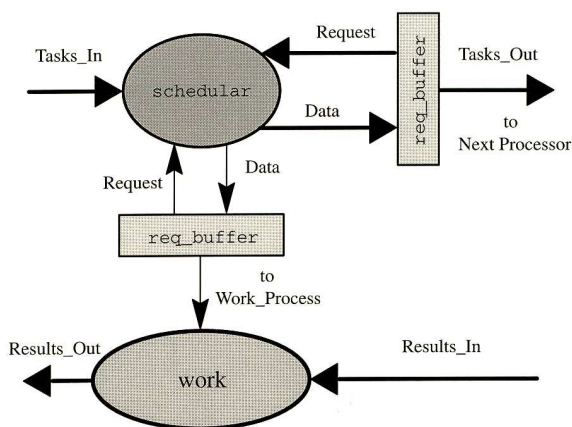 Request
Tasks_In
Tasks_Out
schedular
req_buffer
Data
to
Next Processor
Request
Data
req_buffer
to
Work_Process
Results_Out
Results_In
work